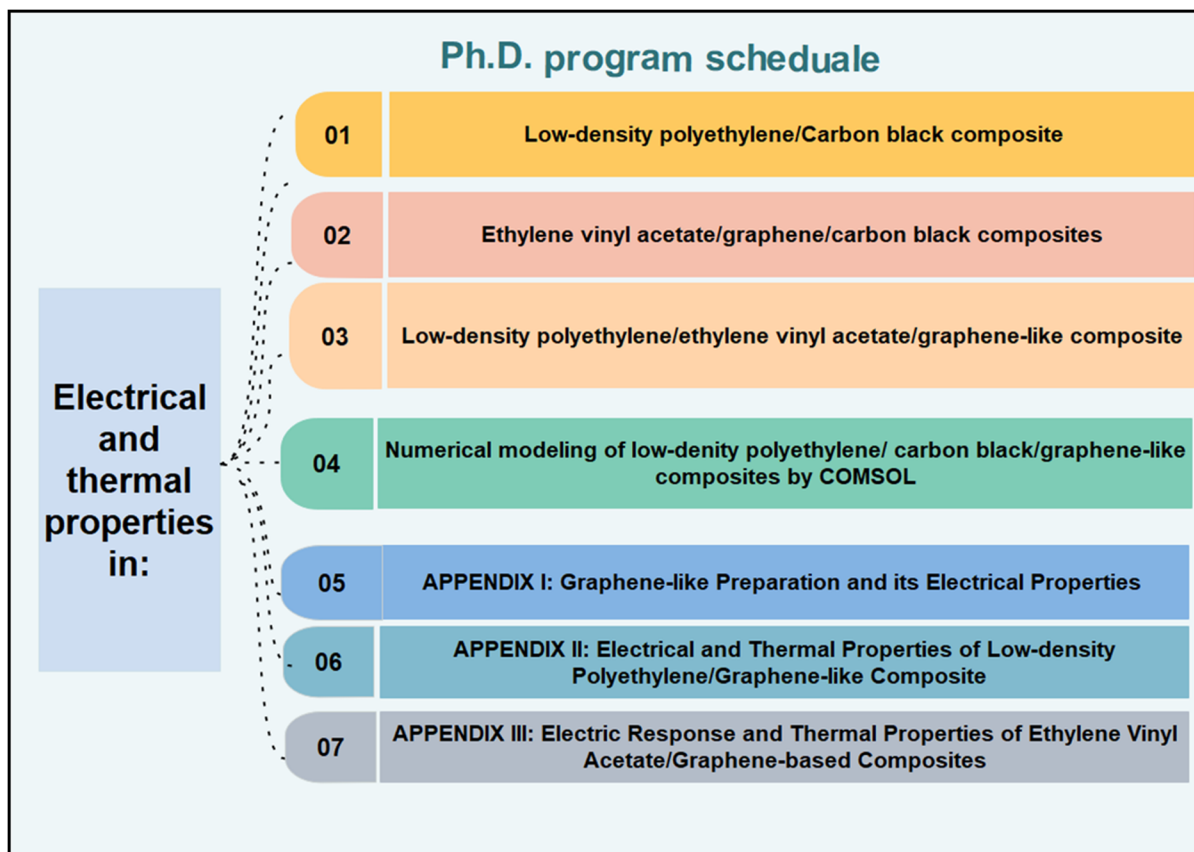 Ph.D. program scheduale
01
Low-density polyethylene/Carbon black composite
02
Ethylene vinyl acetate/graphene/carbon black composites
03
Low-density polyethylene/ethylene vinyl acetate/graphene-like composite
Electrical
and
thermal
properties
in:
04
Numerical modeling of low-denity polyethylene/ carbon black/graphene-like
composites by COMSOL
05
APPENDIX I: Graphene-like Preparation and its Electrical Properties
06
APPENDIX II: Electrical and Thermal Properties of Low-density
Polyethylene/Graphene-like Composite
07
APPENDIX III: Electric Response and Thermal Properties of Ethylene Vinyl
Acetate/Graphene-based Composites